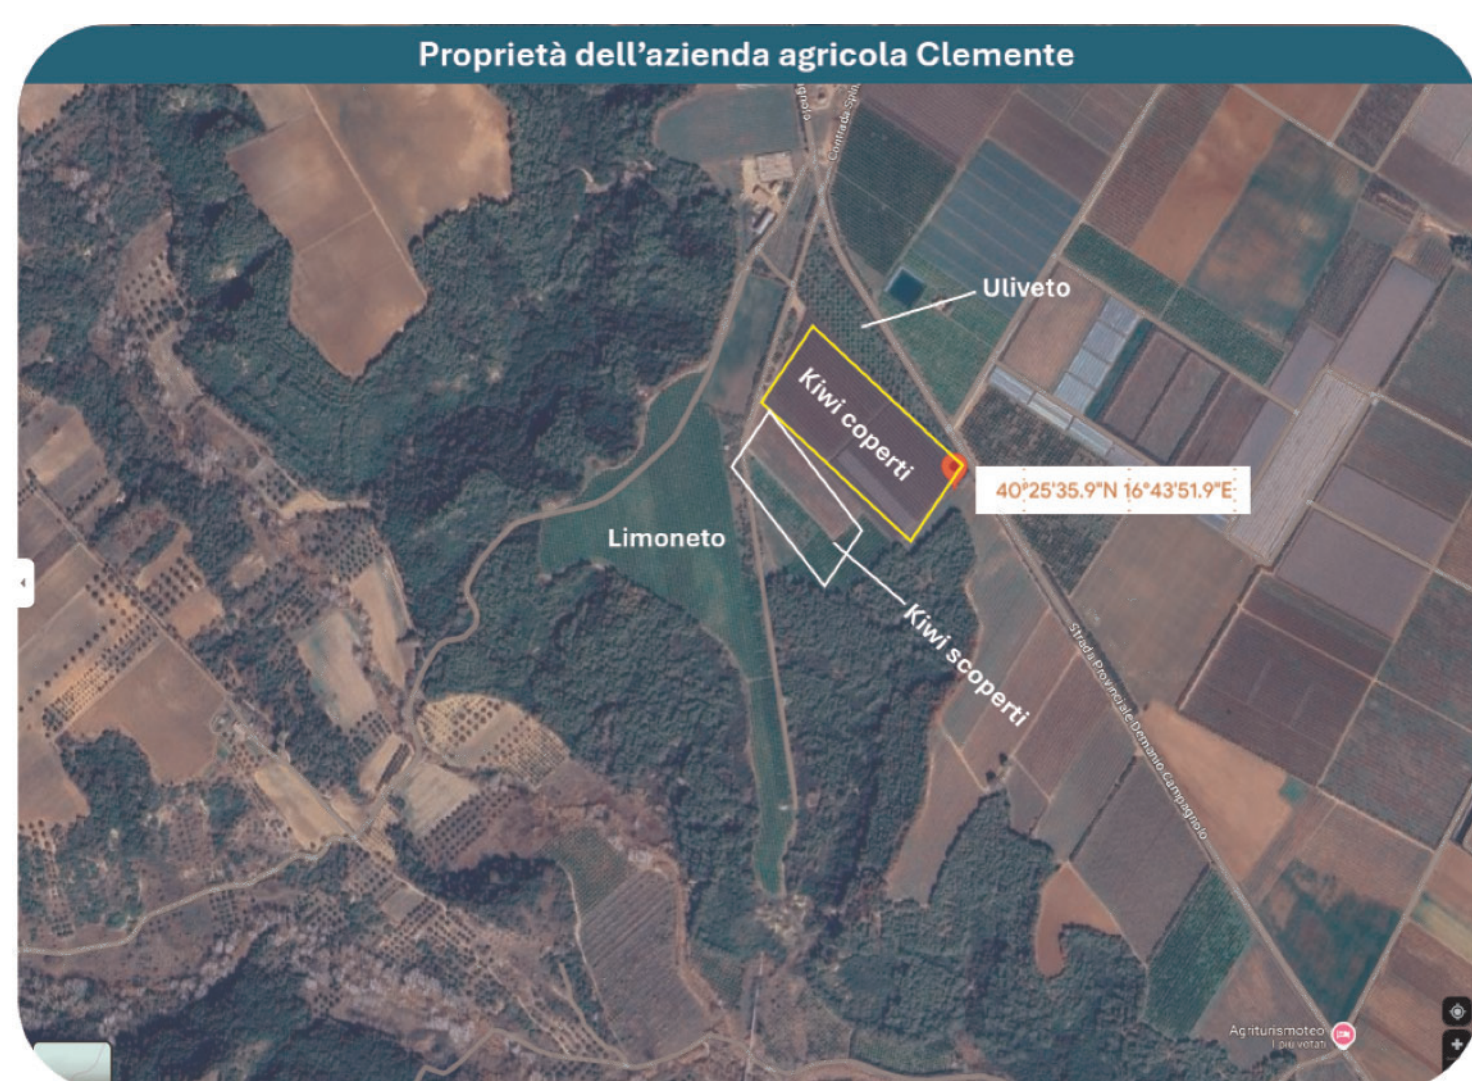 Proprietà dell'azienda agricola Clemente
Contrada Spin
Uliveto
Kiwi coperti
40°25'35.9"N 16°43'51.9"E
Limoneto
Kiwi scoperti
Strada Provinciale Demanio Campagnolo
Agriturismoteo
I più votati